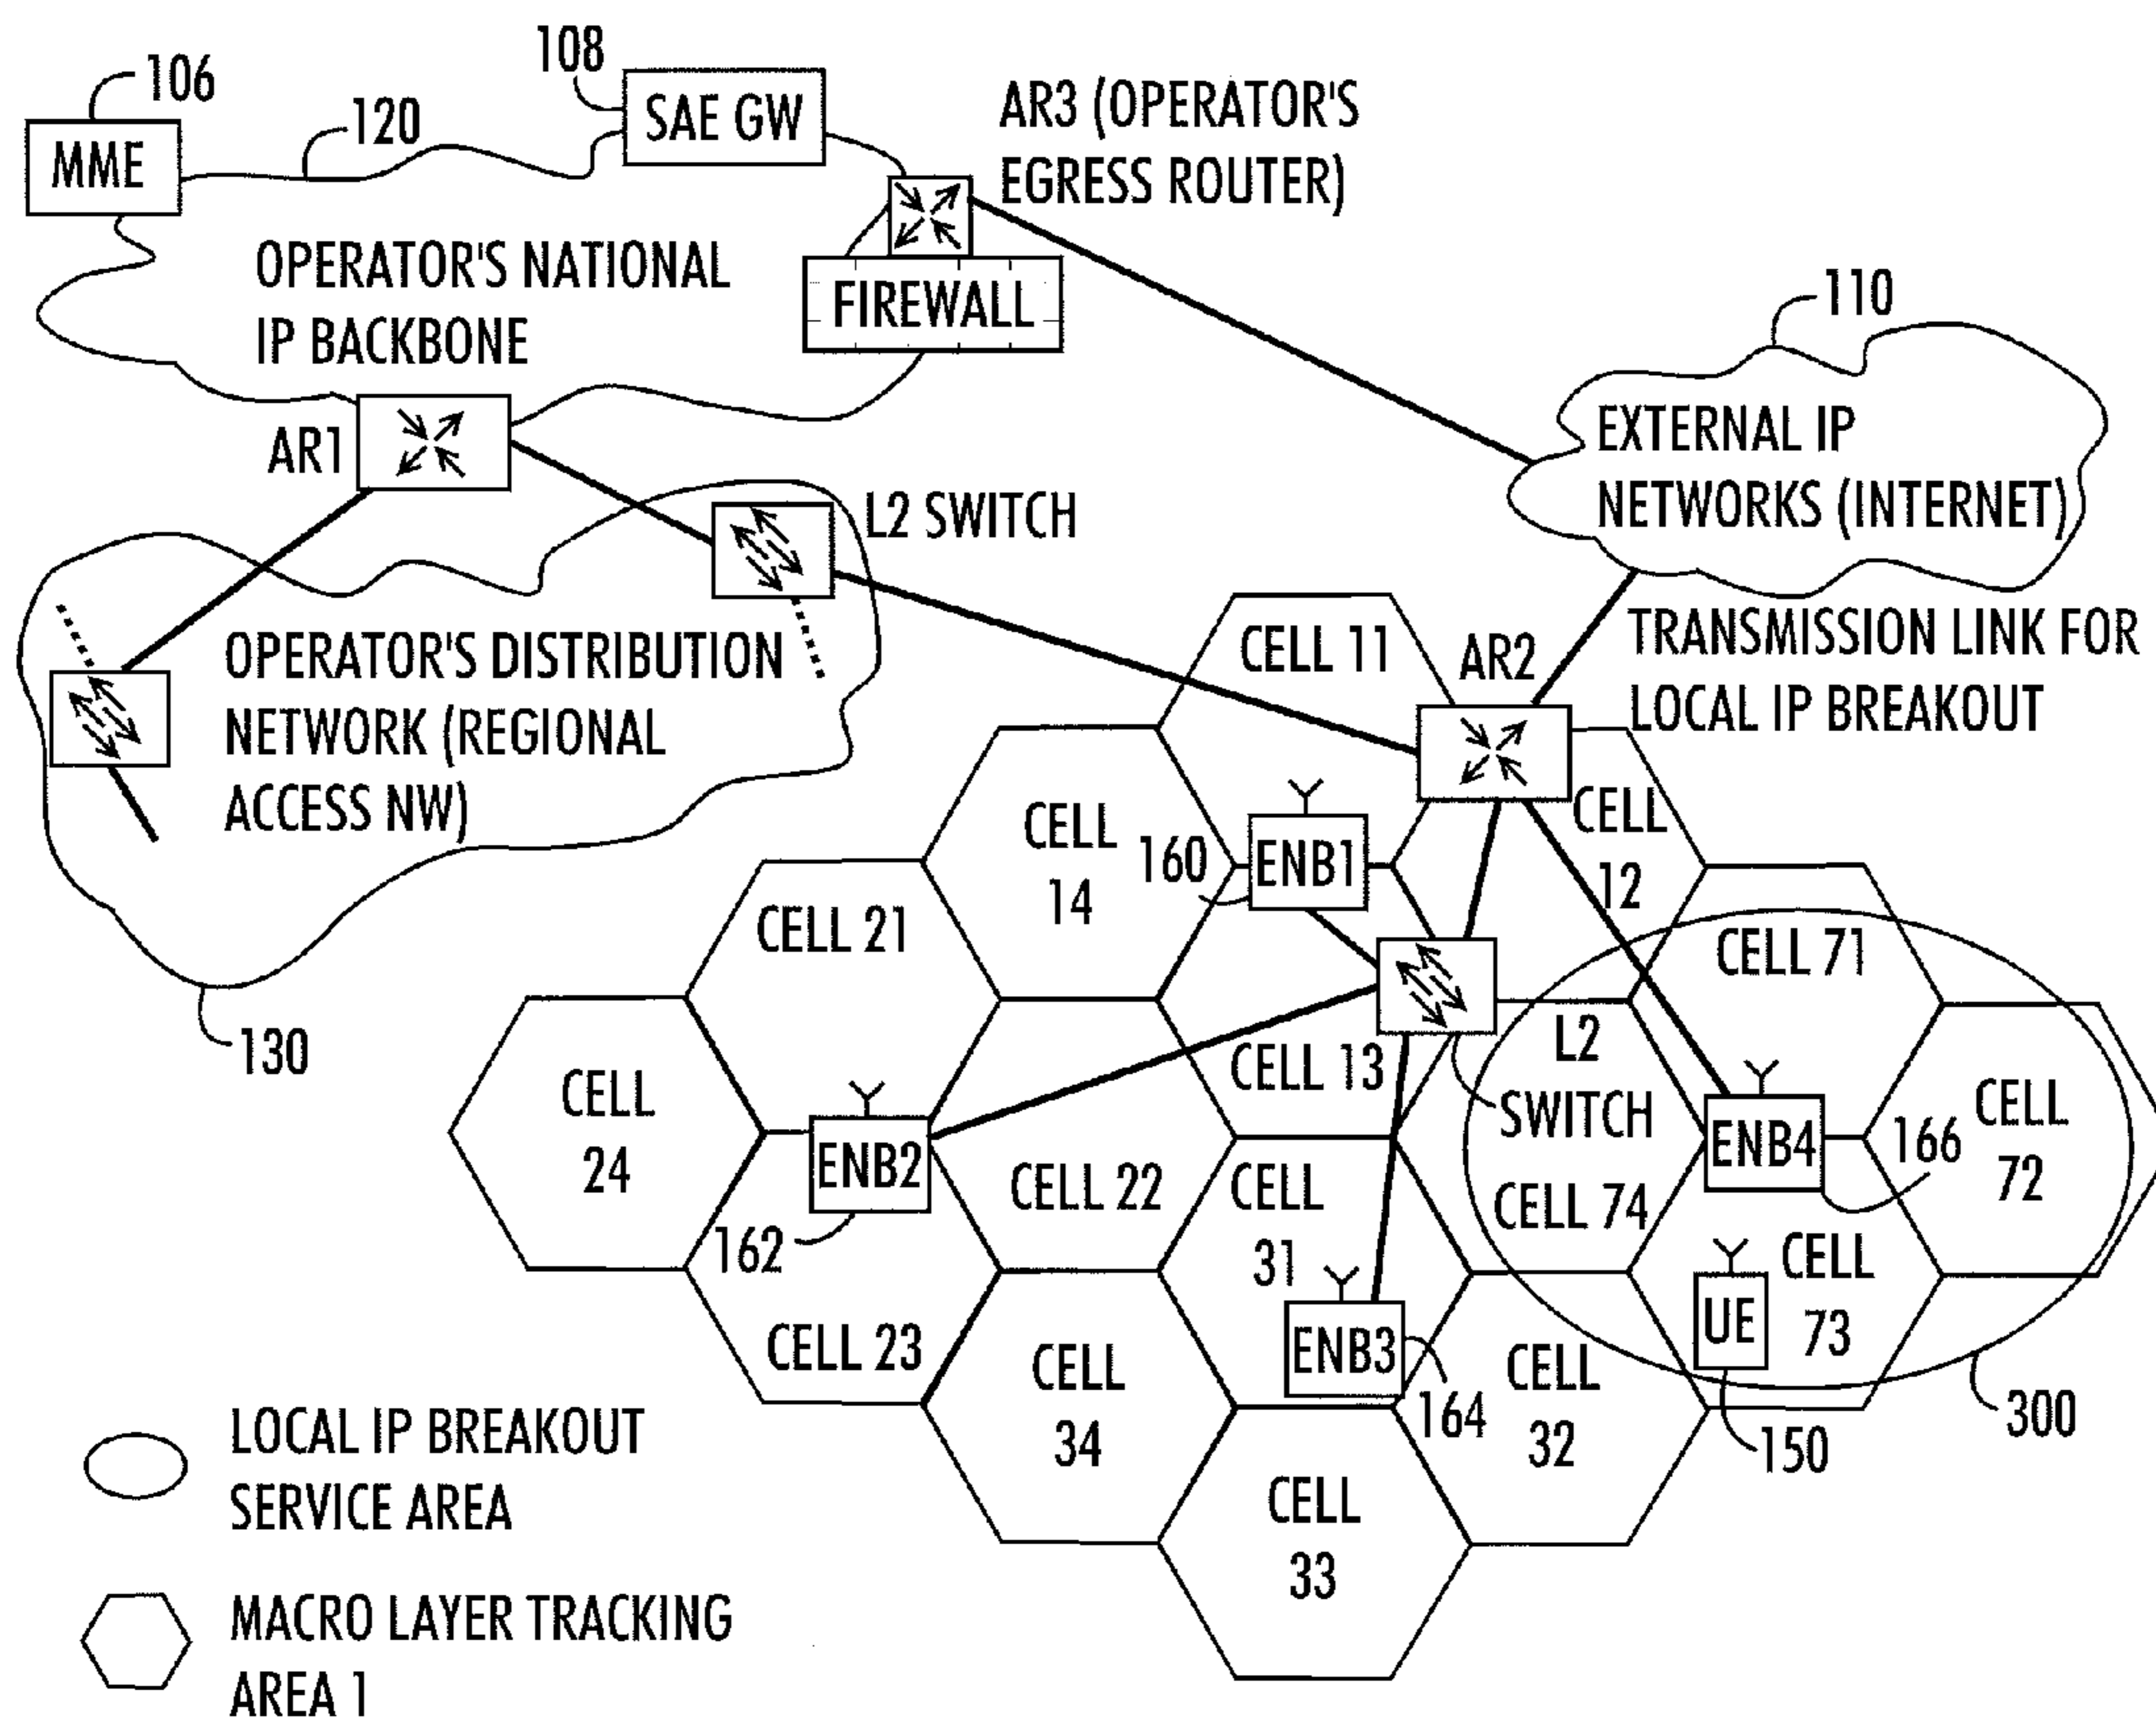 106
108
120
MME
SAE GW
AR3 (OPERATOR'S
EGRESS ROUTER)
OPERATOR'S NATIONAL
IP BACKBONE
FIREWALL
110
EXTERNAL IP
NETWORKS (INTERNET)
AR1
L2 SWITCH
TRANSMISSION LINK FOR
LOCAL IP BREAKOUT
OPERATOR'S DISTRIBUTION
NETWORK (REGIONAL
ACCESS NW)
130
CELL 11
AR2
CELL
12
CELL
14
160
ENB1
CELL 21
CELL 71
L2
SWITCH
CELL 13
CELL
24
ENB2
162
CELL 22
CELL
31
CELL 74
ENB4
166
CELL
72
CELL
73
UE
150
300
CELL 23
CELL
34
ENB3
164
CELL
32
CELL
33
LOCAL IP BREAKOUT
SERVICE AREA
MACRO LAYER TRACKING
AREA 1